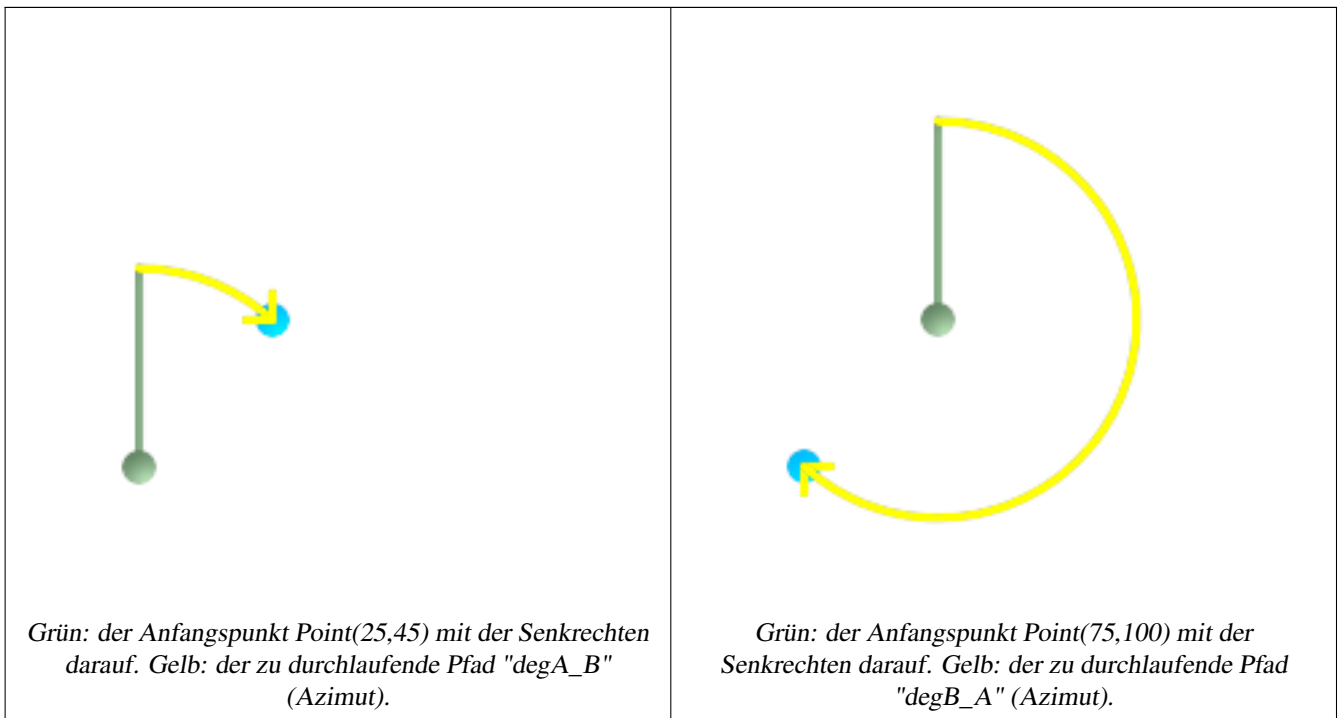 Grün: der Anfangspunkt Point(25,45) mit der Senkrechten
darauf. Gelb: der zu durchlaufende Pfad "degA_B"
(Azimut).
Grün: der Anfangspunkt Point(75,100) mit der
Senkrechten darauf. Gelb: der zu durchlaufende Pfad
"degB_A" (Azimut).